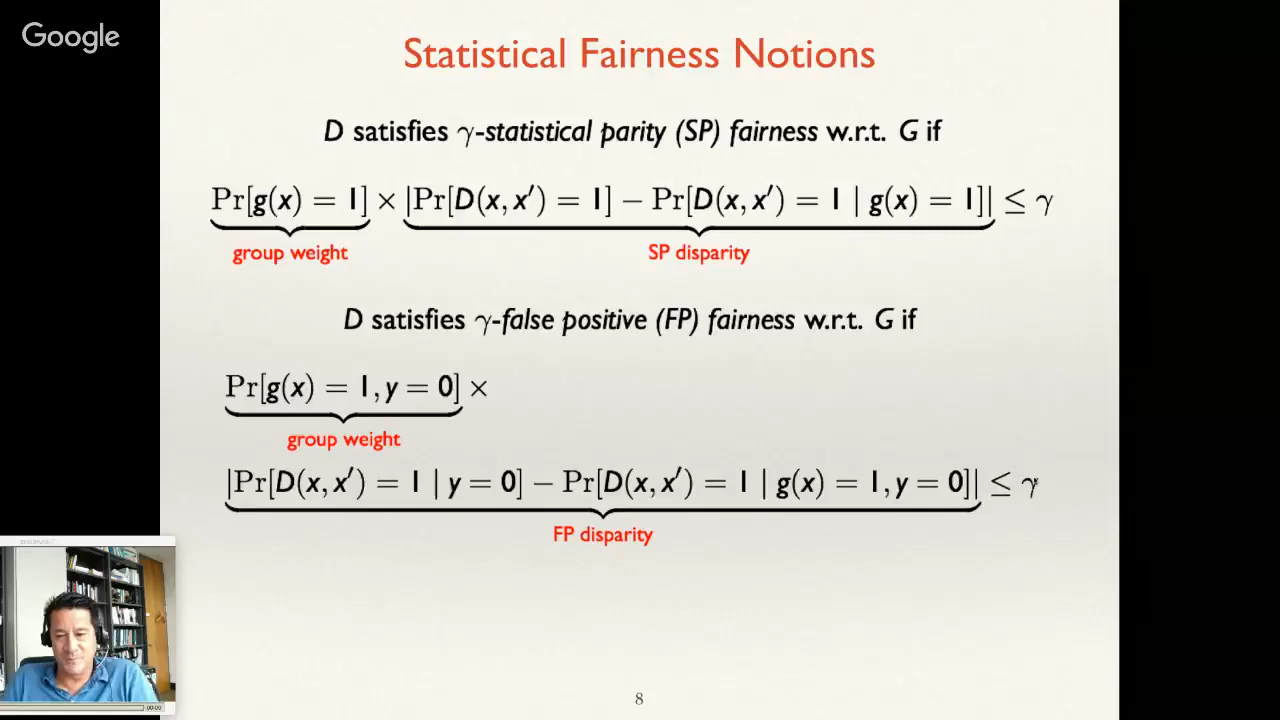 Google
Statistical Fairness Notions
D satisfies γ-statistical parity (SP) fairness w.r.t. G if
Pr[g(x) = 1] × |Pr[D(x, x′) = 1] − Pr[D(x, x′) = 1 | g(x) = 1]| ≤ γ
group weight SP disparity
D satisfies γ-false positive (FP) fairness w.r.t. G if
Pr[g(x) = 1, y = 0] ×
group weight
|Pr[D(x, x′) = 1 | y = 0] − Pr[D(x, x′) = 1 | g(x) = 1, y = 0]| ≤ γ
FP disparity
00:00
8